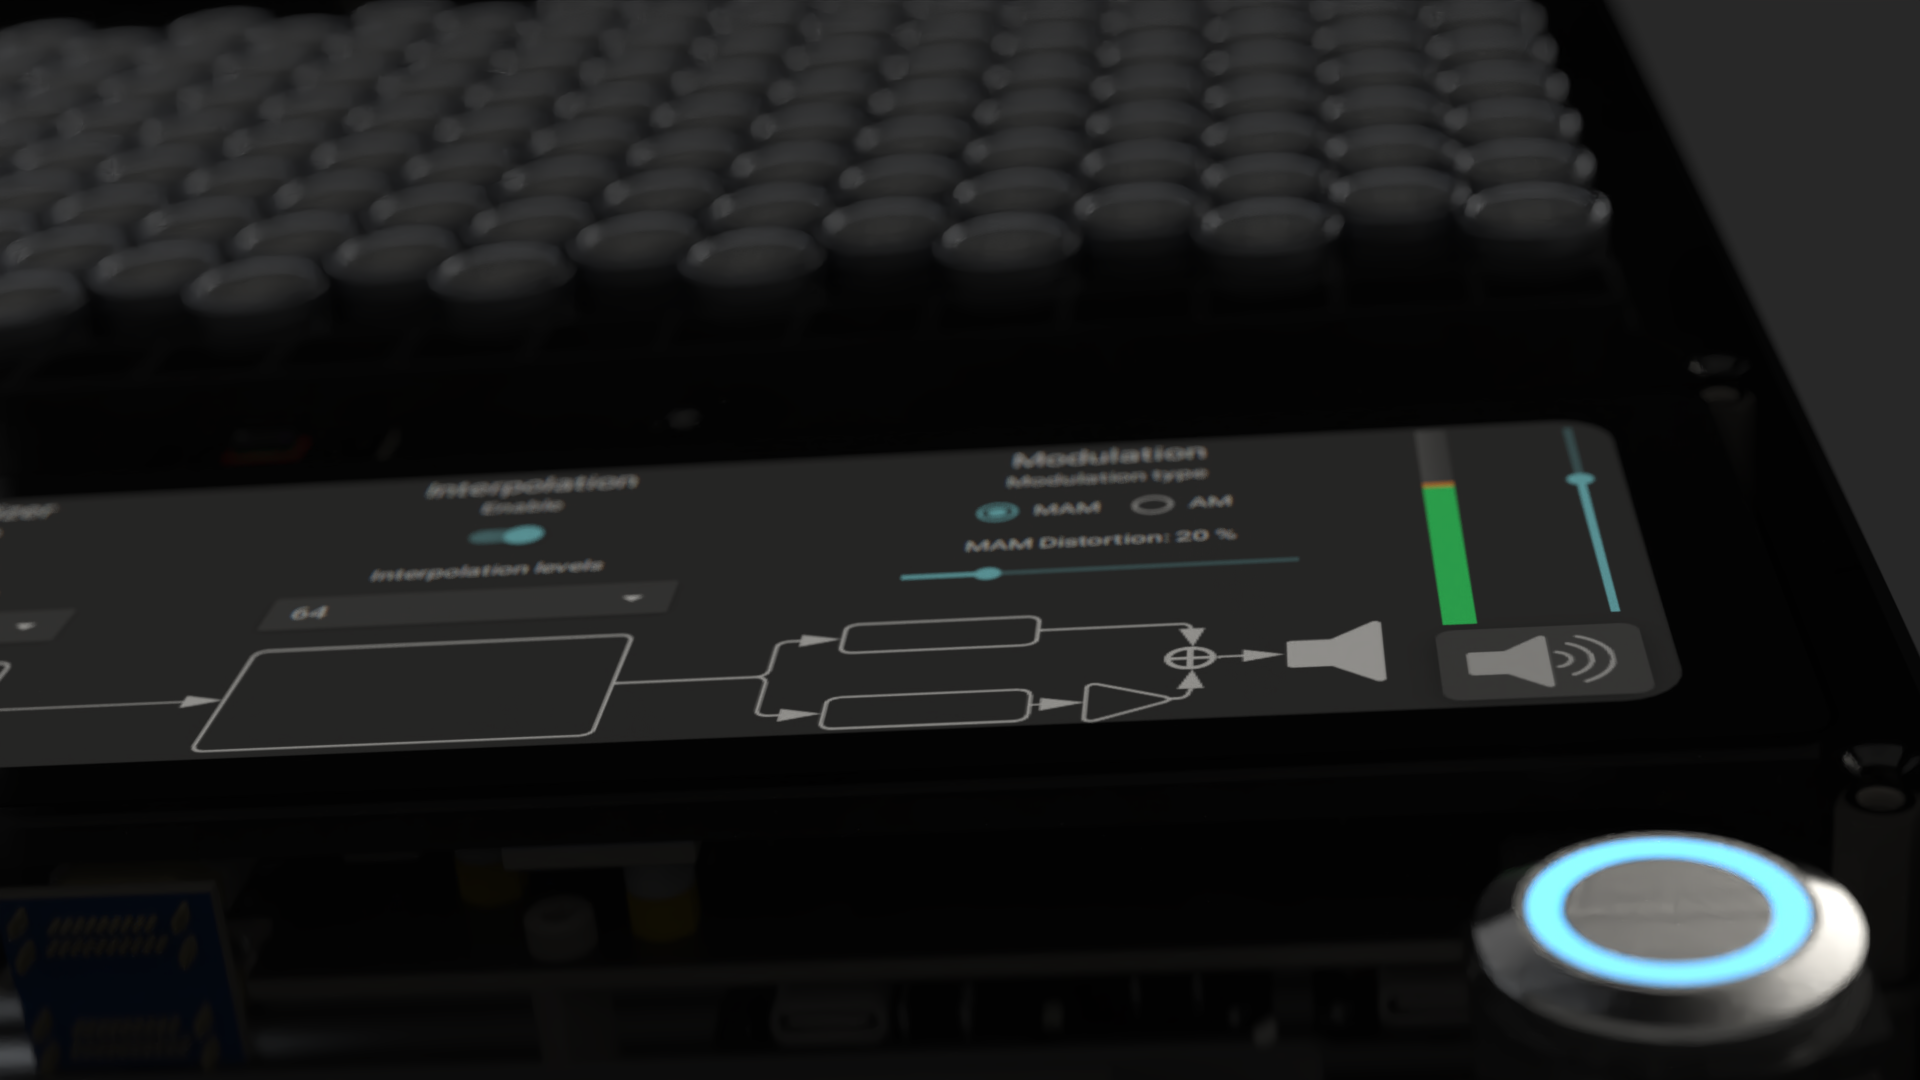 Interpolation
Enable
Interpolation levels
64
Modulation
Modulation type
MAM AM
MAM Distortion: 20 %